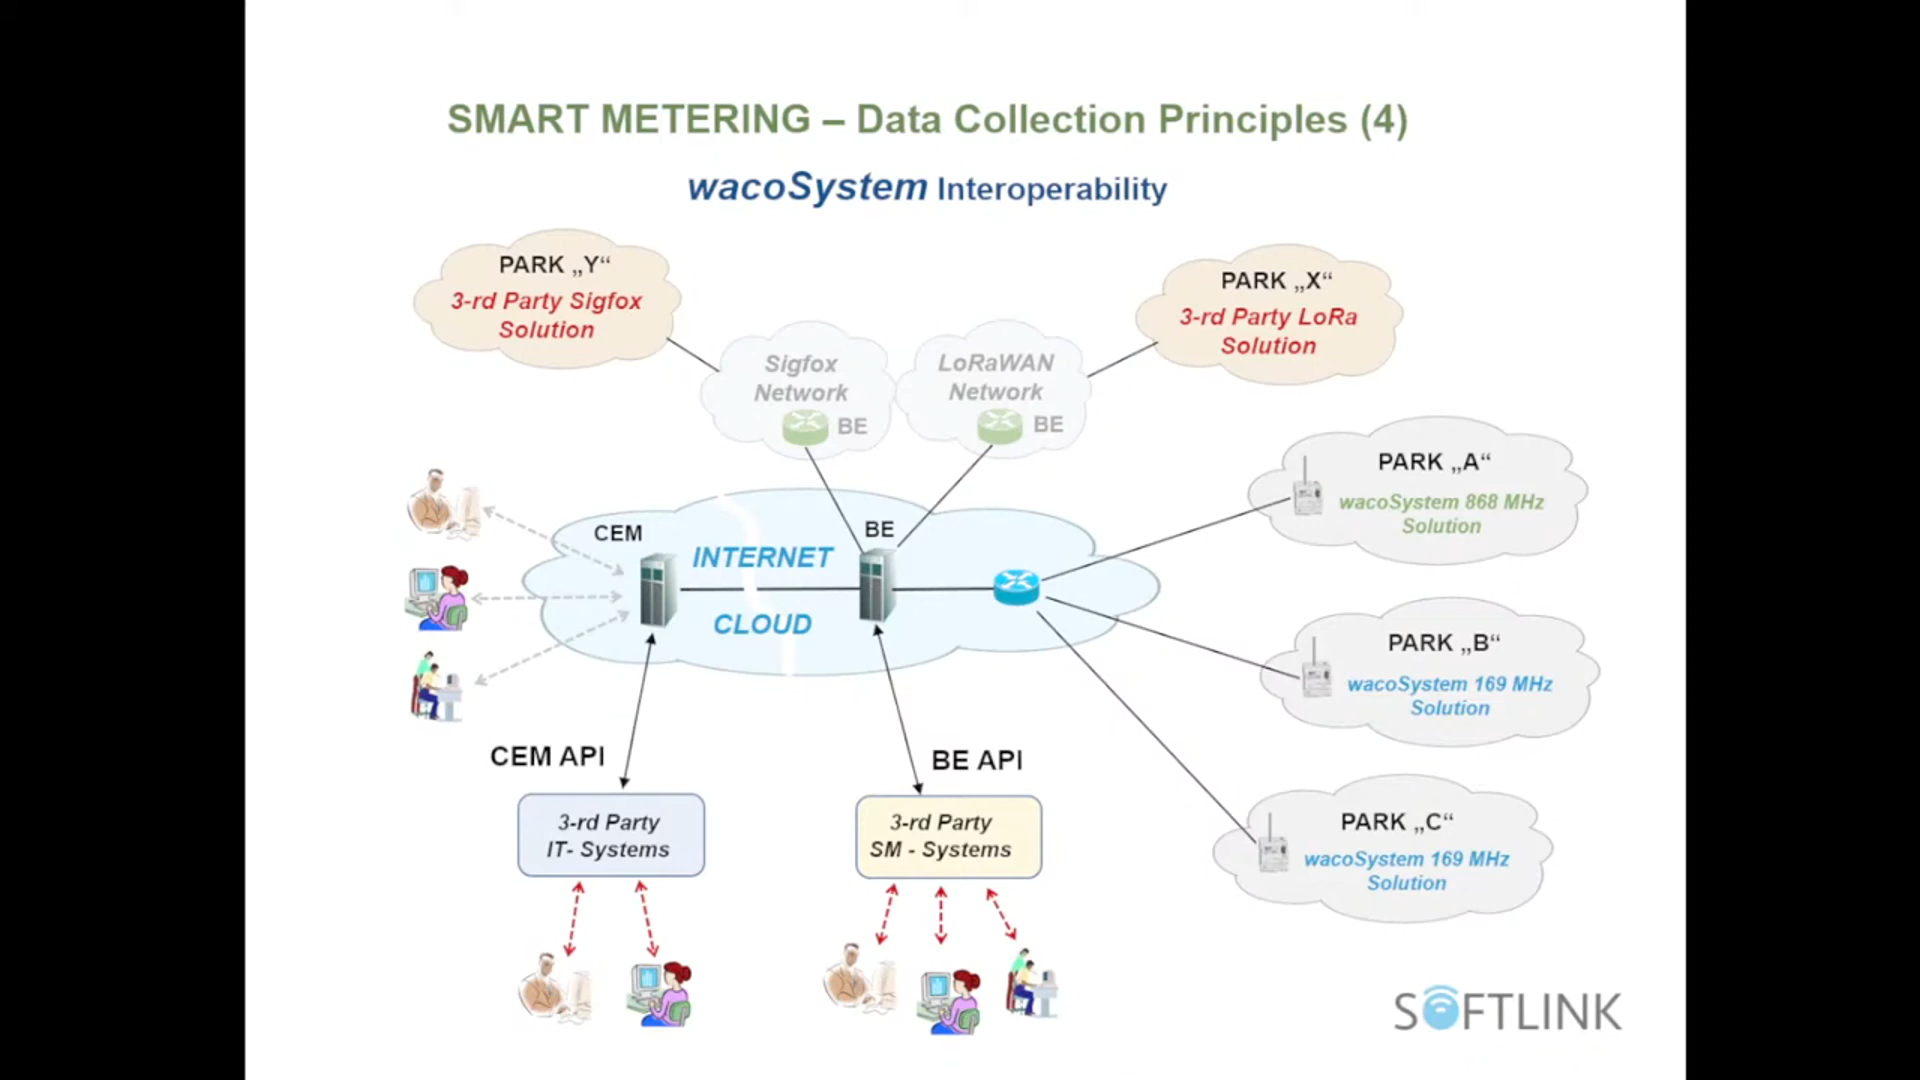 SMART METERING – Data Collection Principles (4)
wacoSystem Interoperability
PARK „Y“
3-rd Party Sigfox
Solution
PARK „X“
3-rd Party LoRa
Solution
Sigfox
Network
BE
LoRaWAN
Network
BE
PARK „A“
wacoSystem 868 MHz
Solution
CEM
BE
INTERNET
CLOUD
PARK „B“
wacoSystem 169 MHz
Solution
CEM API
BE API
PARK „C“
wacoSystem 169 MHz
Solution
3-rd Party
IT- Systems
3-rd Party
SM - Systems
SOFTLINK